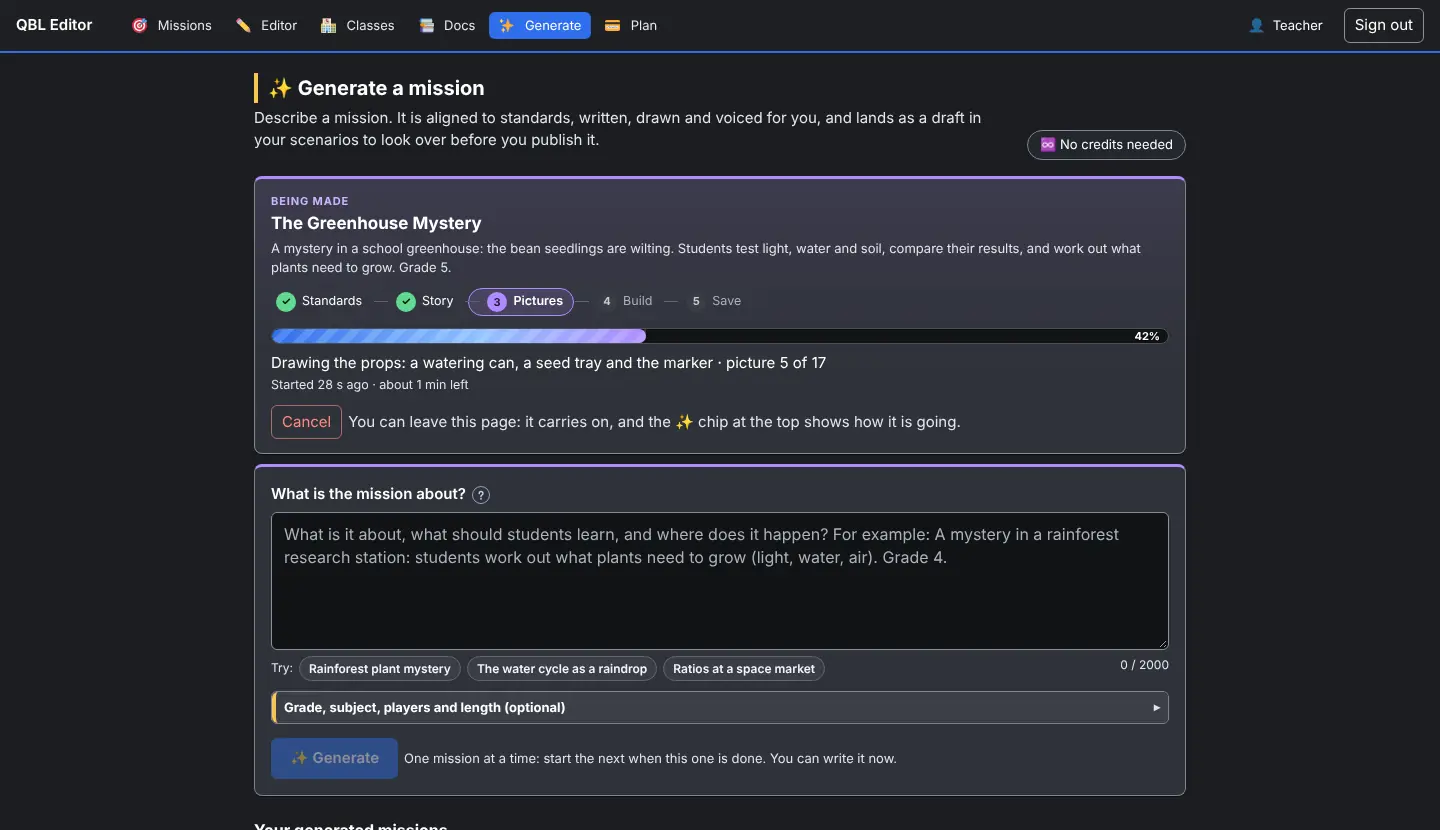 QBL Editor
🎯 Missions
✏️ Editor
🏫 Classes
📚 Docs
✨ Generate
💳 Plan
👤 Teacher
Sign out
✨ Generate a mission
Describe a mission. It is aligned to standards, written, drawn and voiced for you, and lands as a draft in
your scenarios to look over before you publish it.
♾️ No credits needed
BEING MADE
The Greenhouse Mystery
A mystery in a school greenhouse: the bean seedlings are wilting. Students test light, water and soil, compare their results, and work out what
plants need to grow. Grade 5.
✓ Standards — ✓ Story — 3 Pictures — 4 Build — 5 Save
42%
Drawing the props: a watering can, a seed tray and the marker · picture 5 of 17
Started 28 s ago · about 1 min left
Cancel You can leave this page: it carries on, and the ✨ chip at the top shows how it is going.
What is the mission about? ?
What is it about, what should students learn, and where does it happen? For example: A mystery in a rainforest
research station: students work out what plants need to grow (light, water, air). Grade 4.
Try: Rainforest plant mystery The water cycle as a raindrop Ratios at a space market 0 / 2000
Grade, subject, players and length (optional) ▸
✨ Generate One mission at a time: start the next when this one is done. You can write it now.
Your generated missions